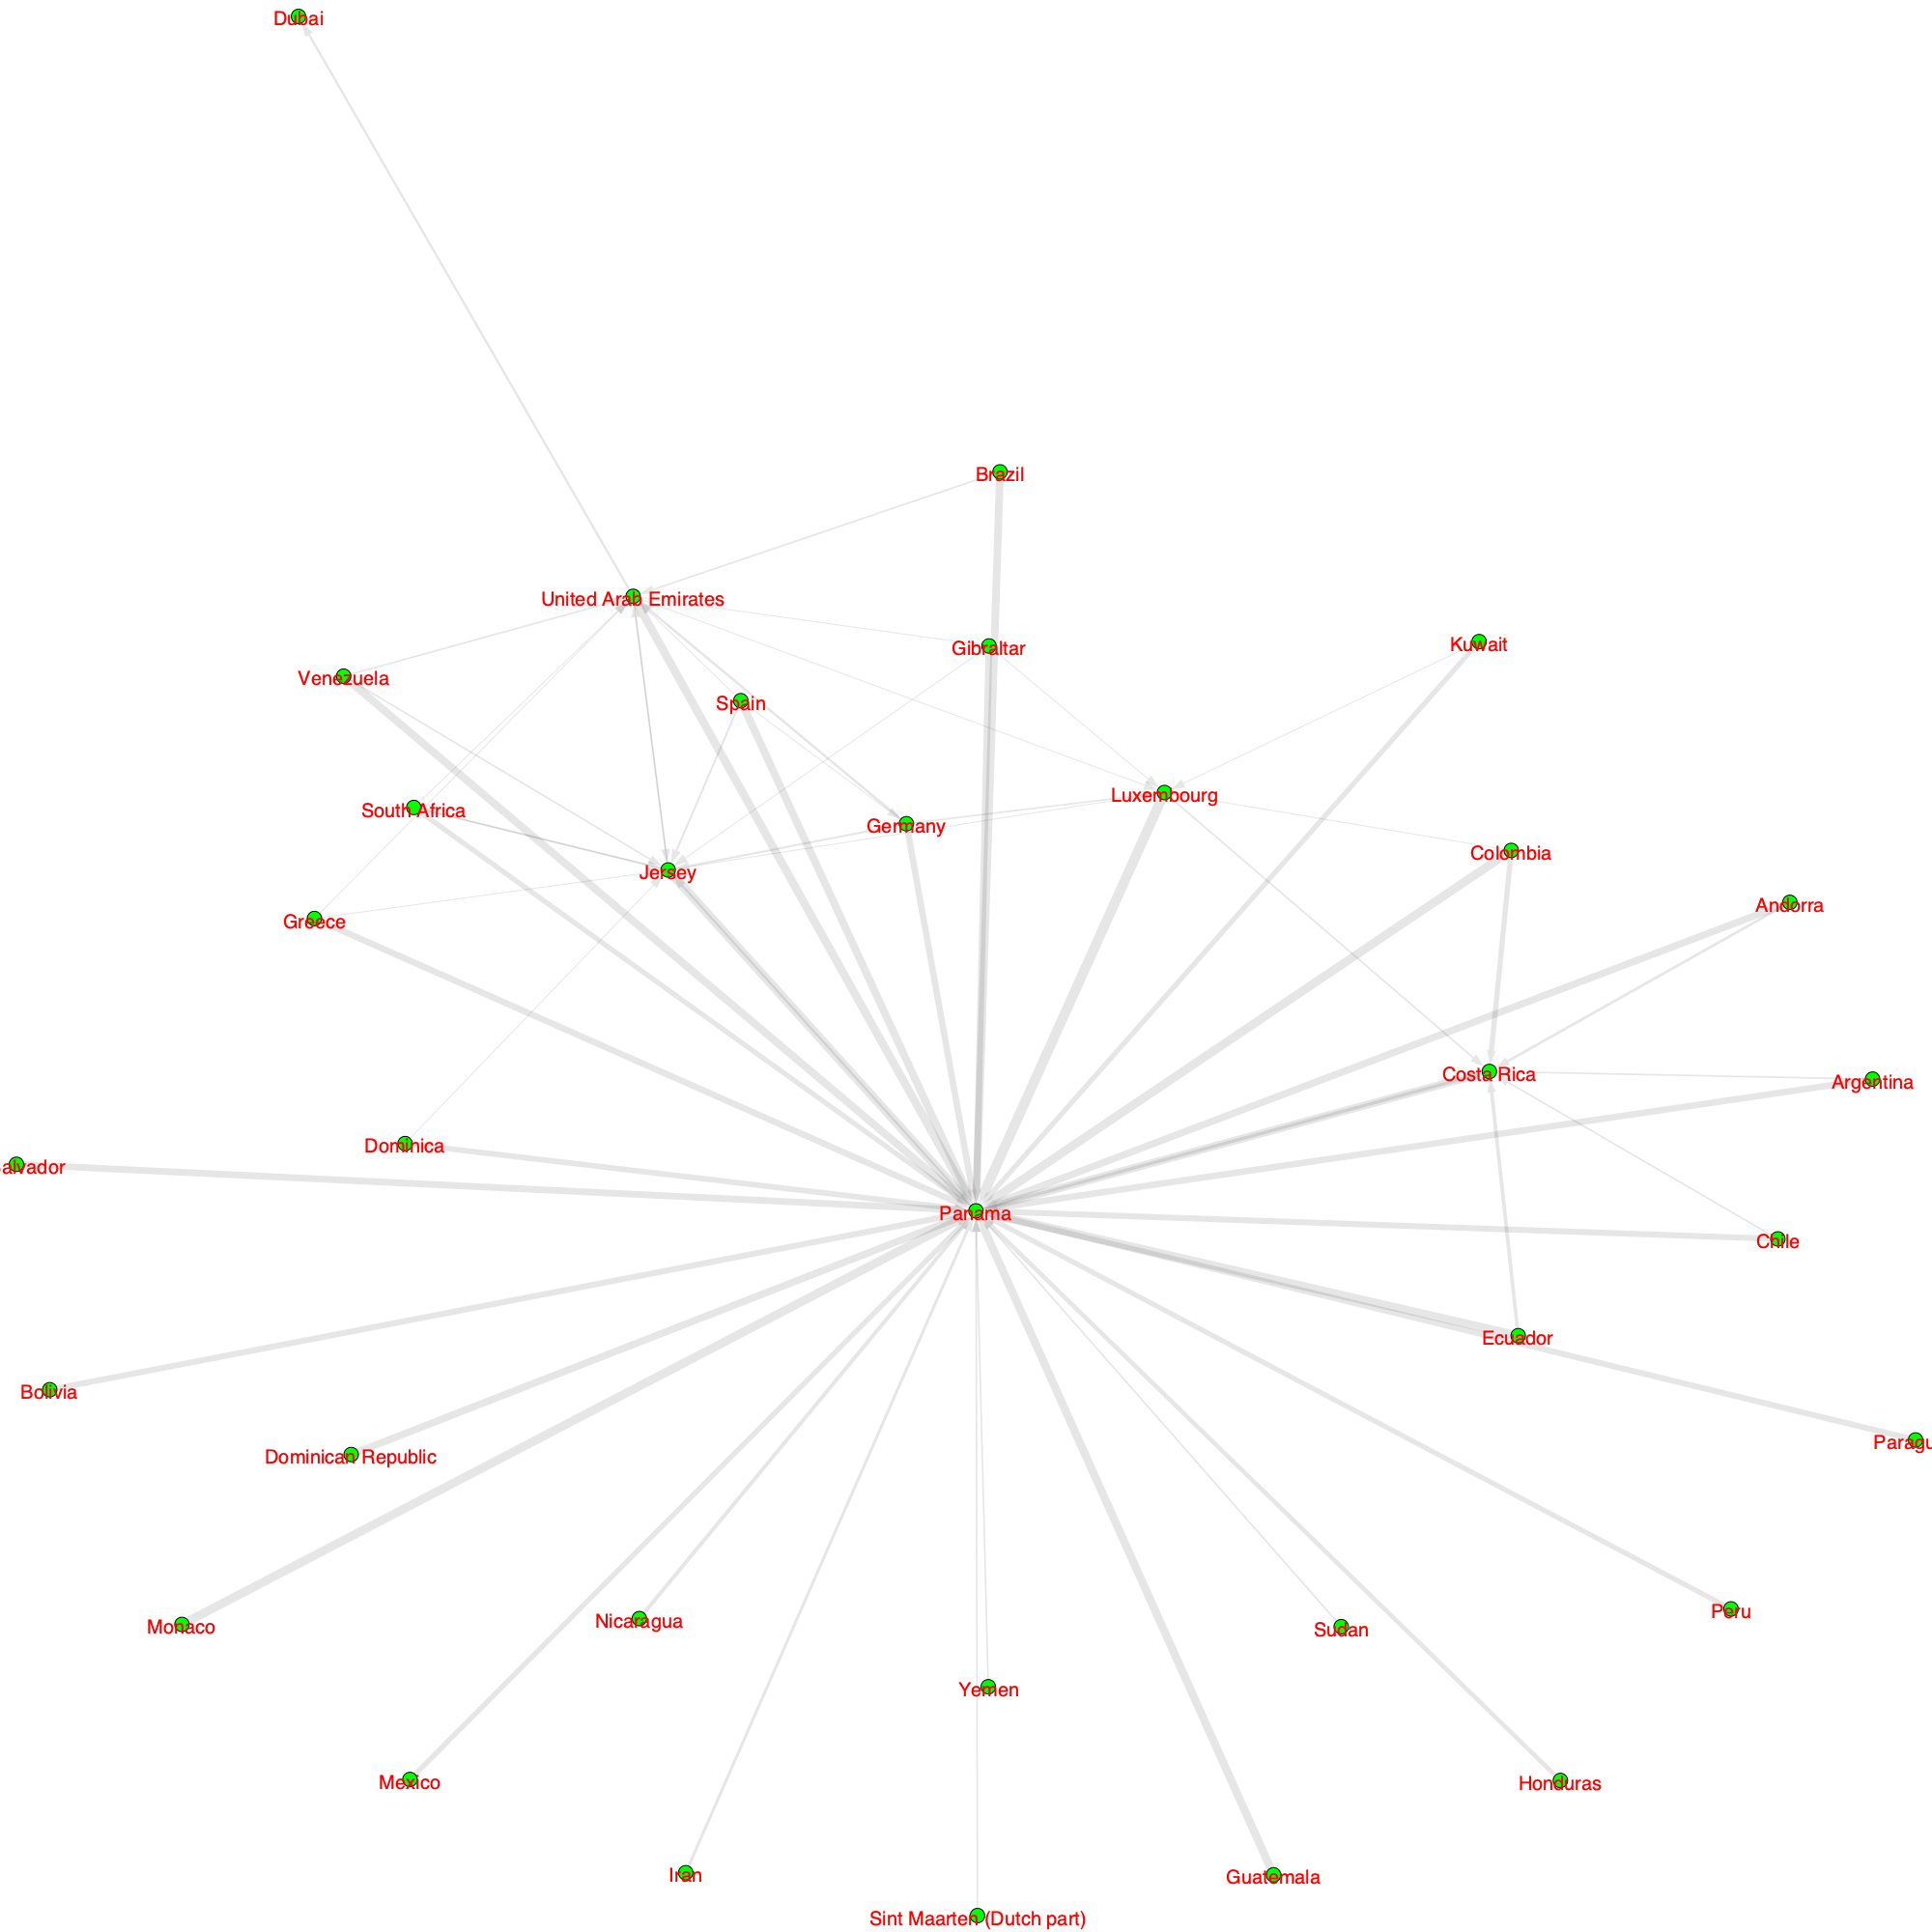 Dubai
Brazil
United Arab Emirates
Gibraltar
Kuwait
Venezuela
Spain
Luxembourg
South Africa
Germany
Colombia
Jersey
Andorra
Greece
Costa Rica
Argentina
Dominica
alvador
Panama
Chile
Ecuador
Bolivia
Paragu
Dominican Republic
Peru
Nicaragua
Monaco
Sudan
Yemen
Mexico
Honduras
Iran
Guatemala
Sint Maarten (Dutch part)